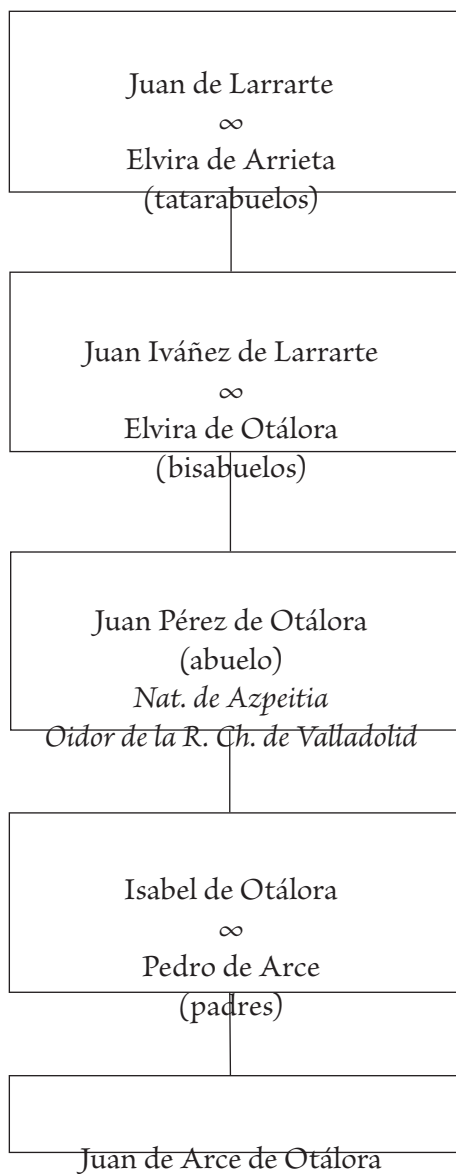 Juan de Larrarte
∞
Elvira de Arrieta
(tatarabuelos)
Juan Iváñez de Larrarte
∞
Elvira de Otálora
(bisabuelos)
Juan Pérez de Otálora
(abuelo)
Nat. de Azpeitia
Oidor de la R. Ch. de Valladolid
Isabel de Otálora
∞
Pedro de Arce
(padres)
Juan de Arce de Otálora